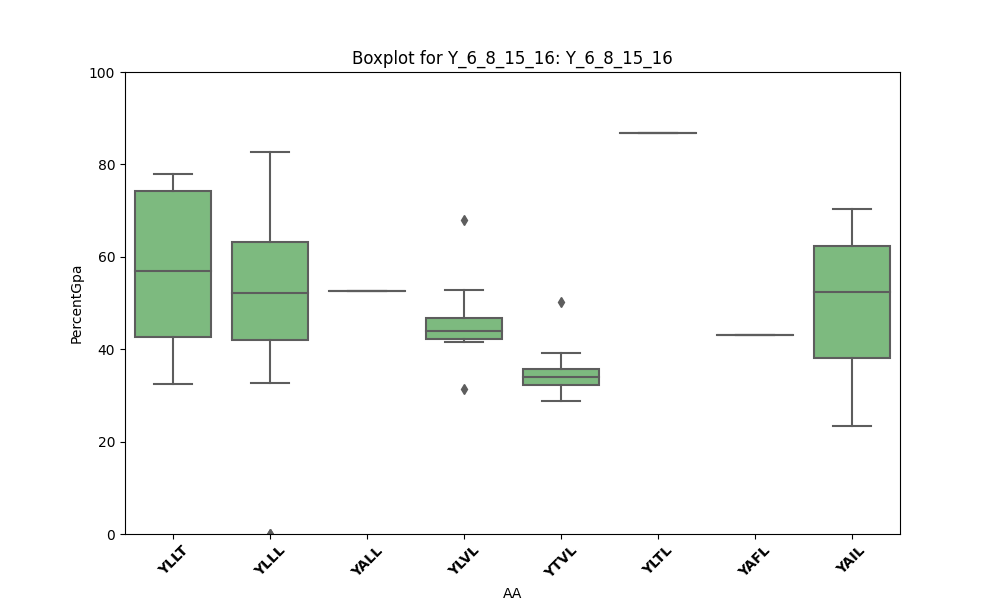 Boxplot for Y_6_8_15_16: Y_6_8_15_16
100
80
60
40
20
0
PercentGpa
YLLT
YLLL
YALL
YLVL
YTVL
YLTL
YAFL
YAIL
AA